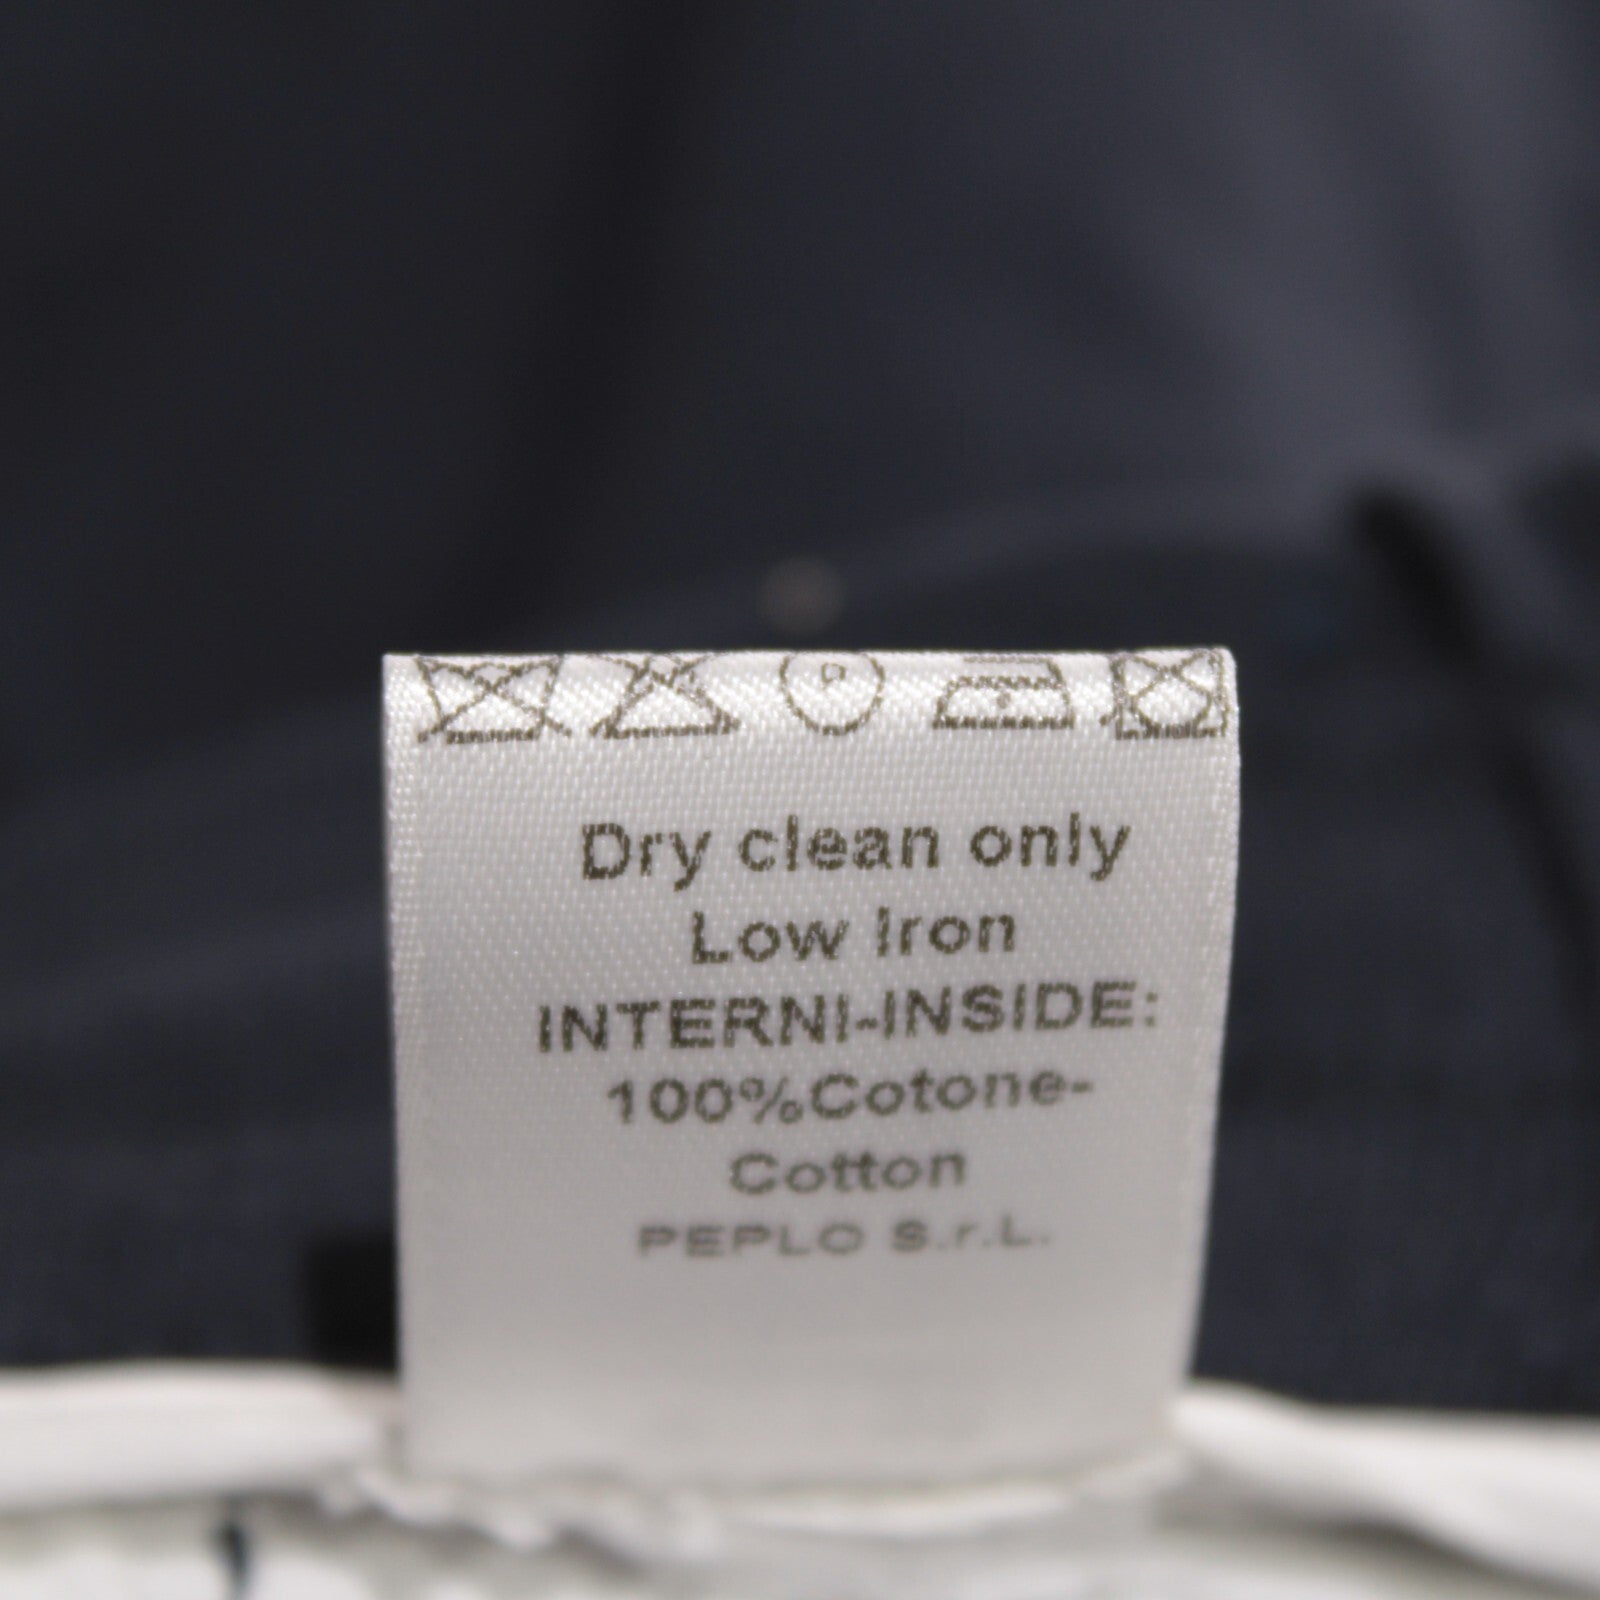 Dry clean only
Low Iron
INTERNI-INSIDE:
100%Cotone-
Cotton
PEPLO S.r.L.